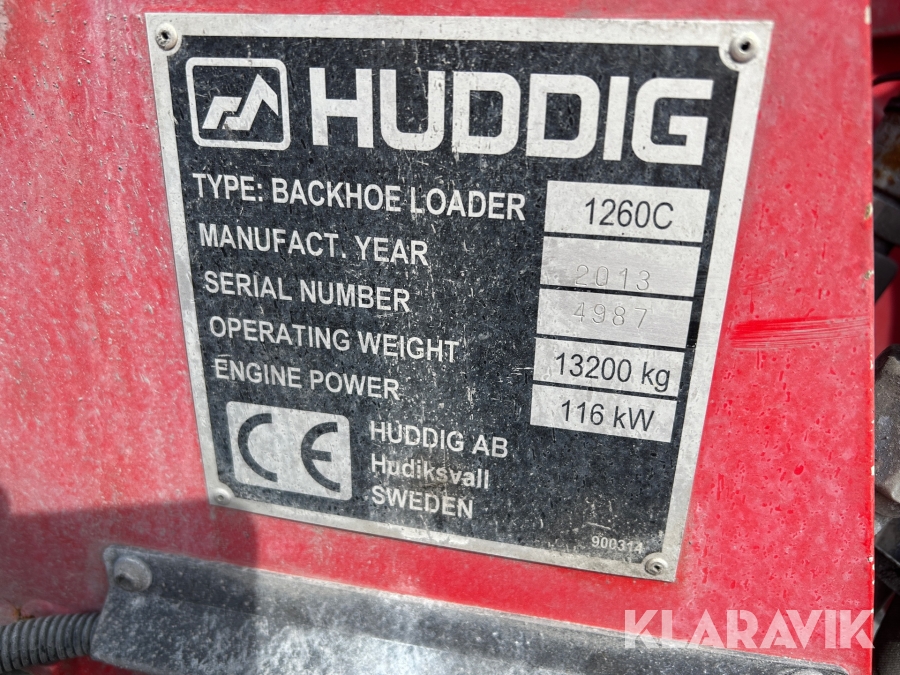 HUDDIG
TYPE: BACKHOE LOADER 1260C
MANUFACT. YEAR 2013
SERIAL NUMBER 4987
OPERATING WEIGHT 13200 kg
ENGINE POWER 116 kW
CE
HUDDIG AB
Hudiksvall
SWEDEN
900314
KLARAVIK